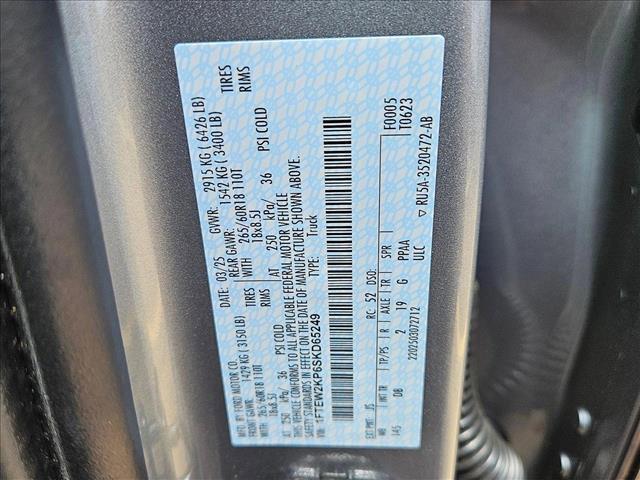 MFD. BY FORD MOTOR CO. DATE: 03/25 GVWR: 2915 KG ( 6426 LB)
FRONT GAWR: 1429 KG (3150 LB) REAR GAWR: 1542 KG ( 3400 LB)
265/60R18 110T TIRES WITH 265/60R18 110T TIRES
18x8.5J RIMS 18x8.5J RIMS
AT 250 kPa/ 36 PSI COLD AT 250 kPa/ 36 PSI COLD
THIS VEHICLE CONFORMS TO ALL APPLICABLE FEDERAL MOTOR VEHICLE
SAFETY STANDARDS IN EFFECT ON THE DATE OF MANUFACTURE SHOWN ABOVE.
VIN: 1FTEW2KP6SKD65249
TYPE: Truck
F0005
T0623
EXT PNT: JS RC: 52 DSO:
WB INT TR TP/PS R AXLE TR SPR
145 DB 2 19 G PPAA
ULC
2202503072712
RU5A-3520472-AB